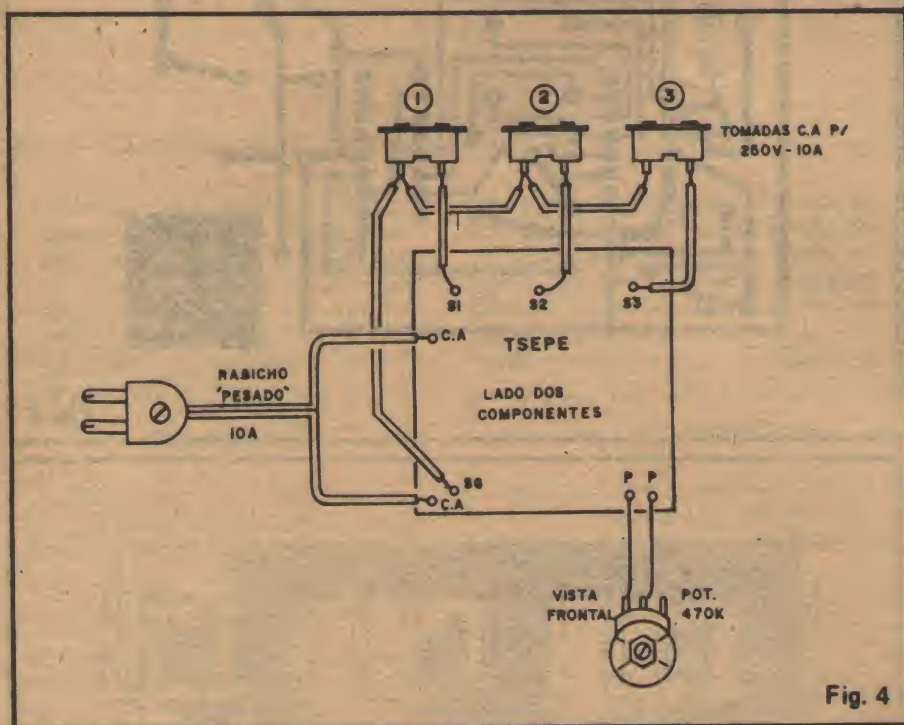 1 2 3
TOMADAS C.A P/
250V-10A
S1 S2 S3
C.A
TSEPE
RABICHO
"PESADO"
10A
LADO DOS
COMPONENTES
SG
C.A
P P
VISTA
FRONTAL
POT.
470K
Fig. 4